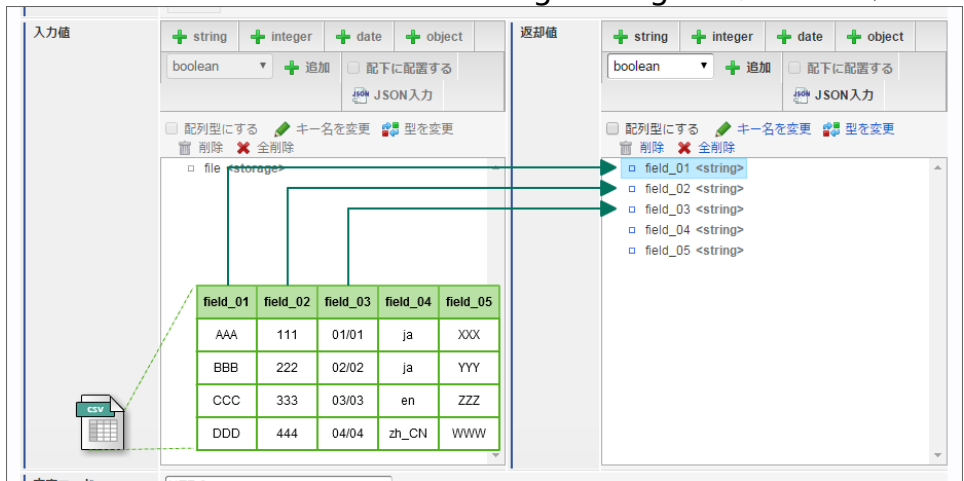 入力値
string integer date object
boolean 追加 配下に配置する
JSON入力
配列型にする キー名を変更 型を変更
削除 全削除
file <storage>
返却値
string integer date object
boolean 追加 配下に配置する
JSON入力
配列型にする キー名を変更 型を変更
削除 全削除
field_01 <string>
field_02 <string>
field_03 <string>
field_04 <string>
field_05 <string>
field_01 field_02 field_03 field_04 field_05
AAA 111 01/01 ja XXX
BBB 222 02/02 ja YYY
CCC 333 03/03 en ZZZ
DDD 444 04/04 zh_CN WWW
CSV